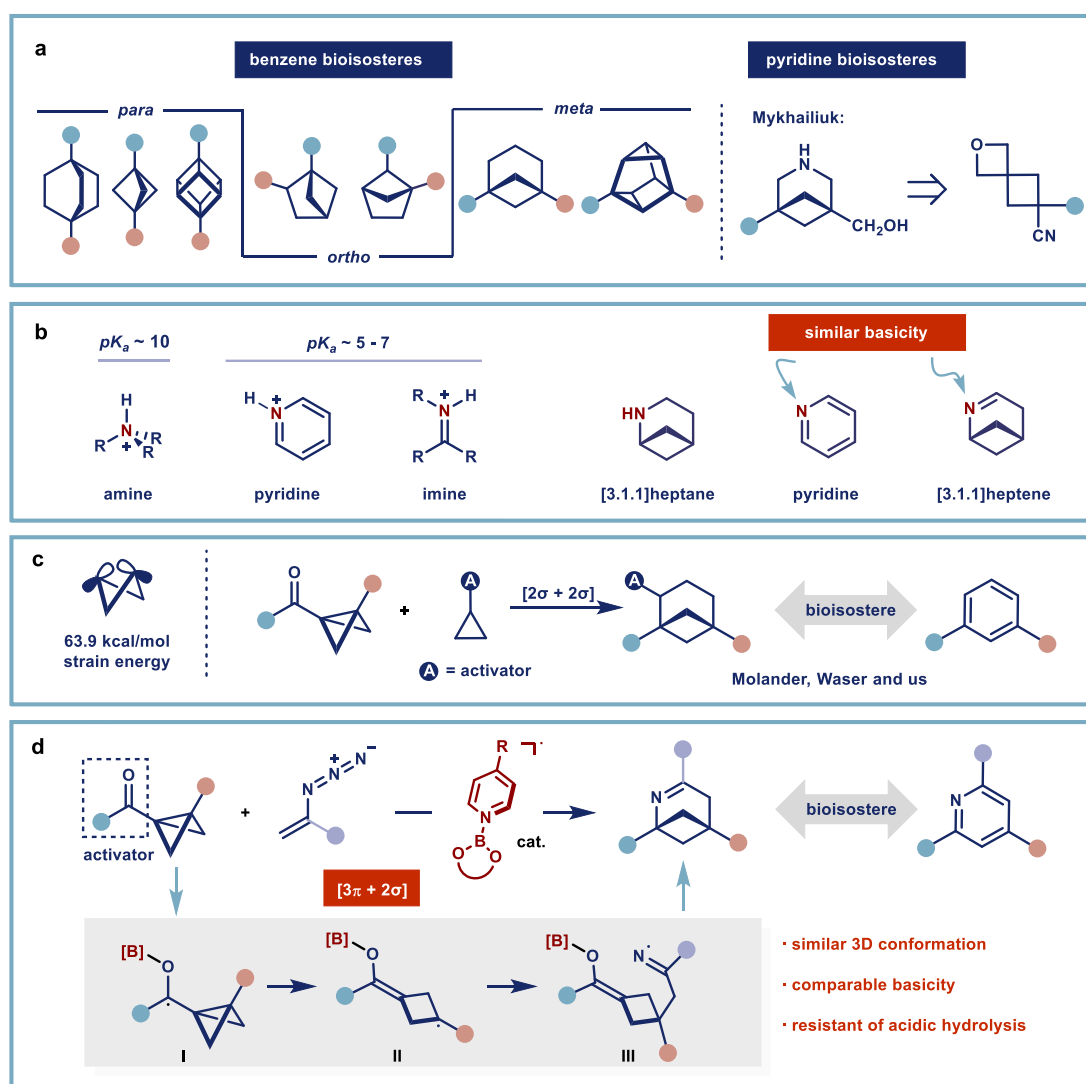 a
benzene bioisosteres
pyridine bioisosteres
para
meta
ortho
Mykhailiuk:
H
N
CH2OH
O
CN
b
pKa ~ 10
pKa ~ 5 - 7
similar basicity
H
N
+
R
R
R
amine
H
+
N
pyridine
R
+
N
H
R
R
imine
HN
[3.1.1]heptane
N
pyridine
N
[3.1.1]heptene
c
63.9 kcal/mol
strain energy
O
+
A
A = activator
[2σ + 2σ]
A
bioisostere
Molander, Waser and us
d
O
activator
+
N
+
N
−
N
R
·
N
B
O
O
cat.
[3π + 2σ]
N
bioisostere
N
[B]
O
·
I
[B]
O
·
II
[B]
O
N
·
III
· similar 3D conformation
· comparable basicity
· resistant of acidic hydrolysis